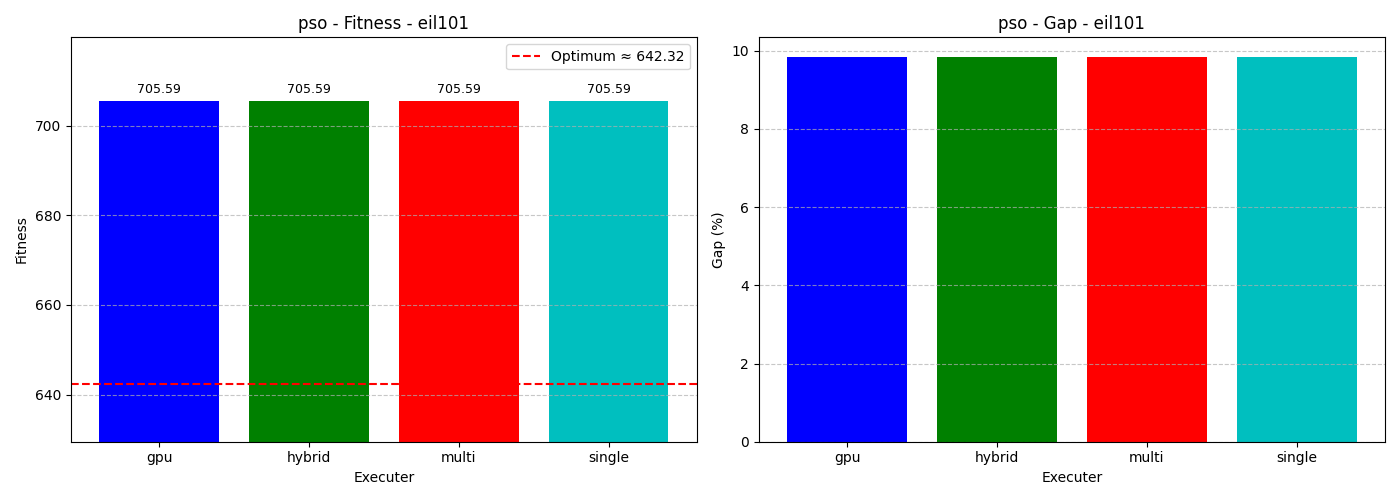 pso - Fitness - eil101
Optimum ≈ 642.32
705.59
705.59
705.59
705.59
700
680
660
640
Fitness
gpu
hybrid
multi
single
Executer
pso - Gap - eil101
10
8
6
4
2
0
Gap (%)
gpu
hybrid
multi
single
Executer